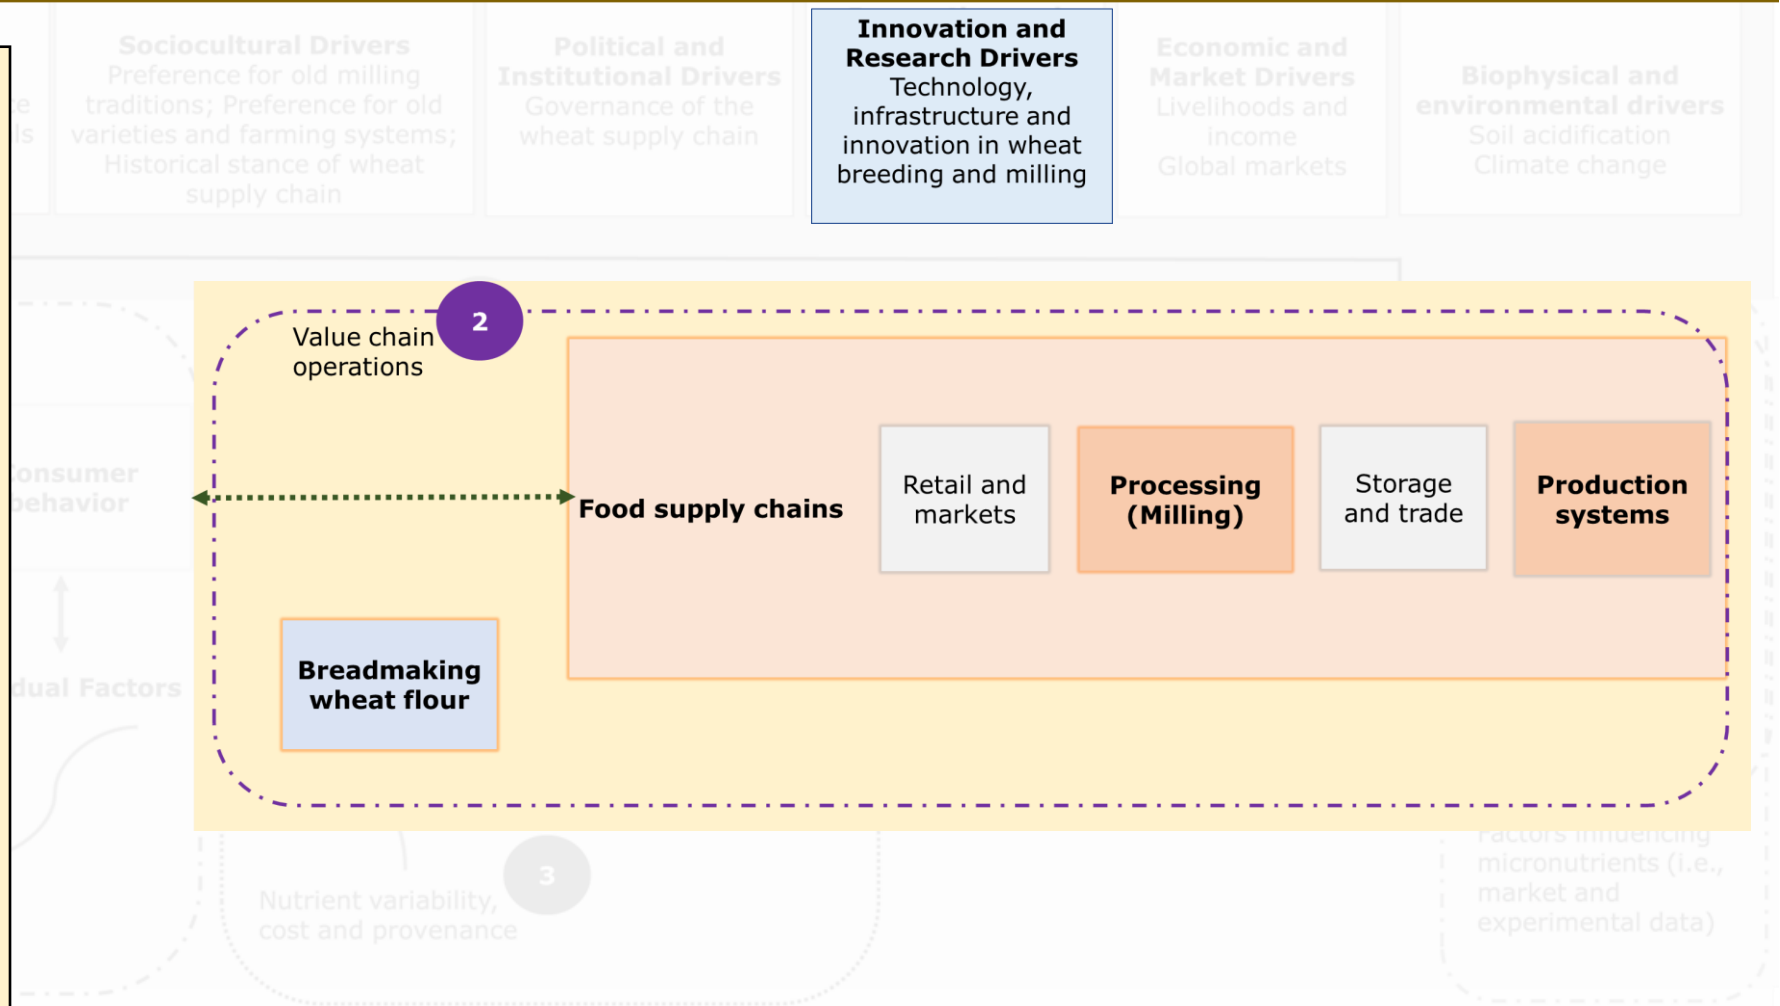 Sociocultural Drivers
Preference for old milling
traditions; Preference for old
varieties and farming systems;
Historical stance of wheat
supply chain
Political and
Institutional Drivers
Governance of the
wheat supply chain
Innovation and
Research Drivers
Technology,
infrastructure and
innovation in wheat
breeding and milling
Economic and
Market Drivers
Livelihoods and
income
Global markets
Biophysical and
environmental drivers
Soil acidification
Climate change
Value chain
operations
2
Food supply chains
Retail and
markets
Processing
(Milling)
Storage
and trade
Production
systems
Breadmaking
wheat flour
behavior
Factors
3
Nutrient variability,
cost and provenance
Factors influencing
micronutrients (i.e.,
market and
experimental data)